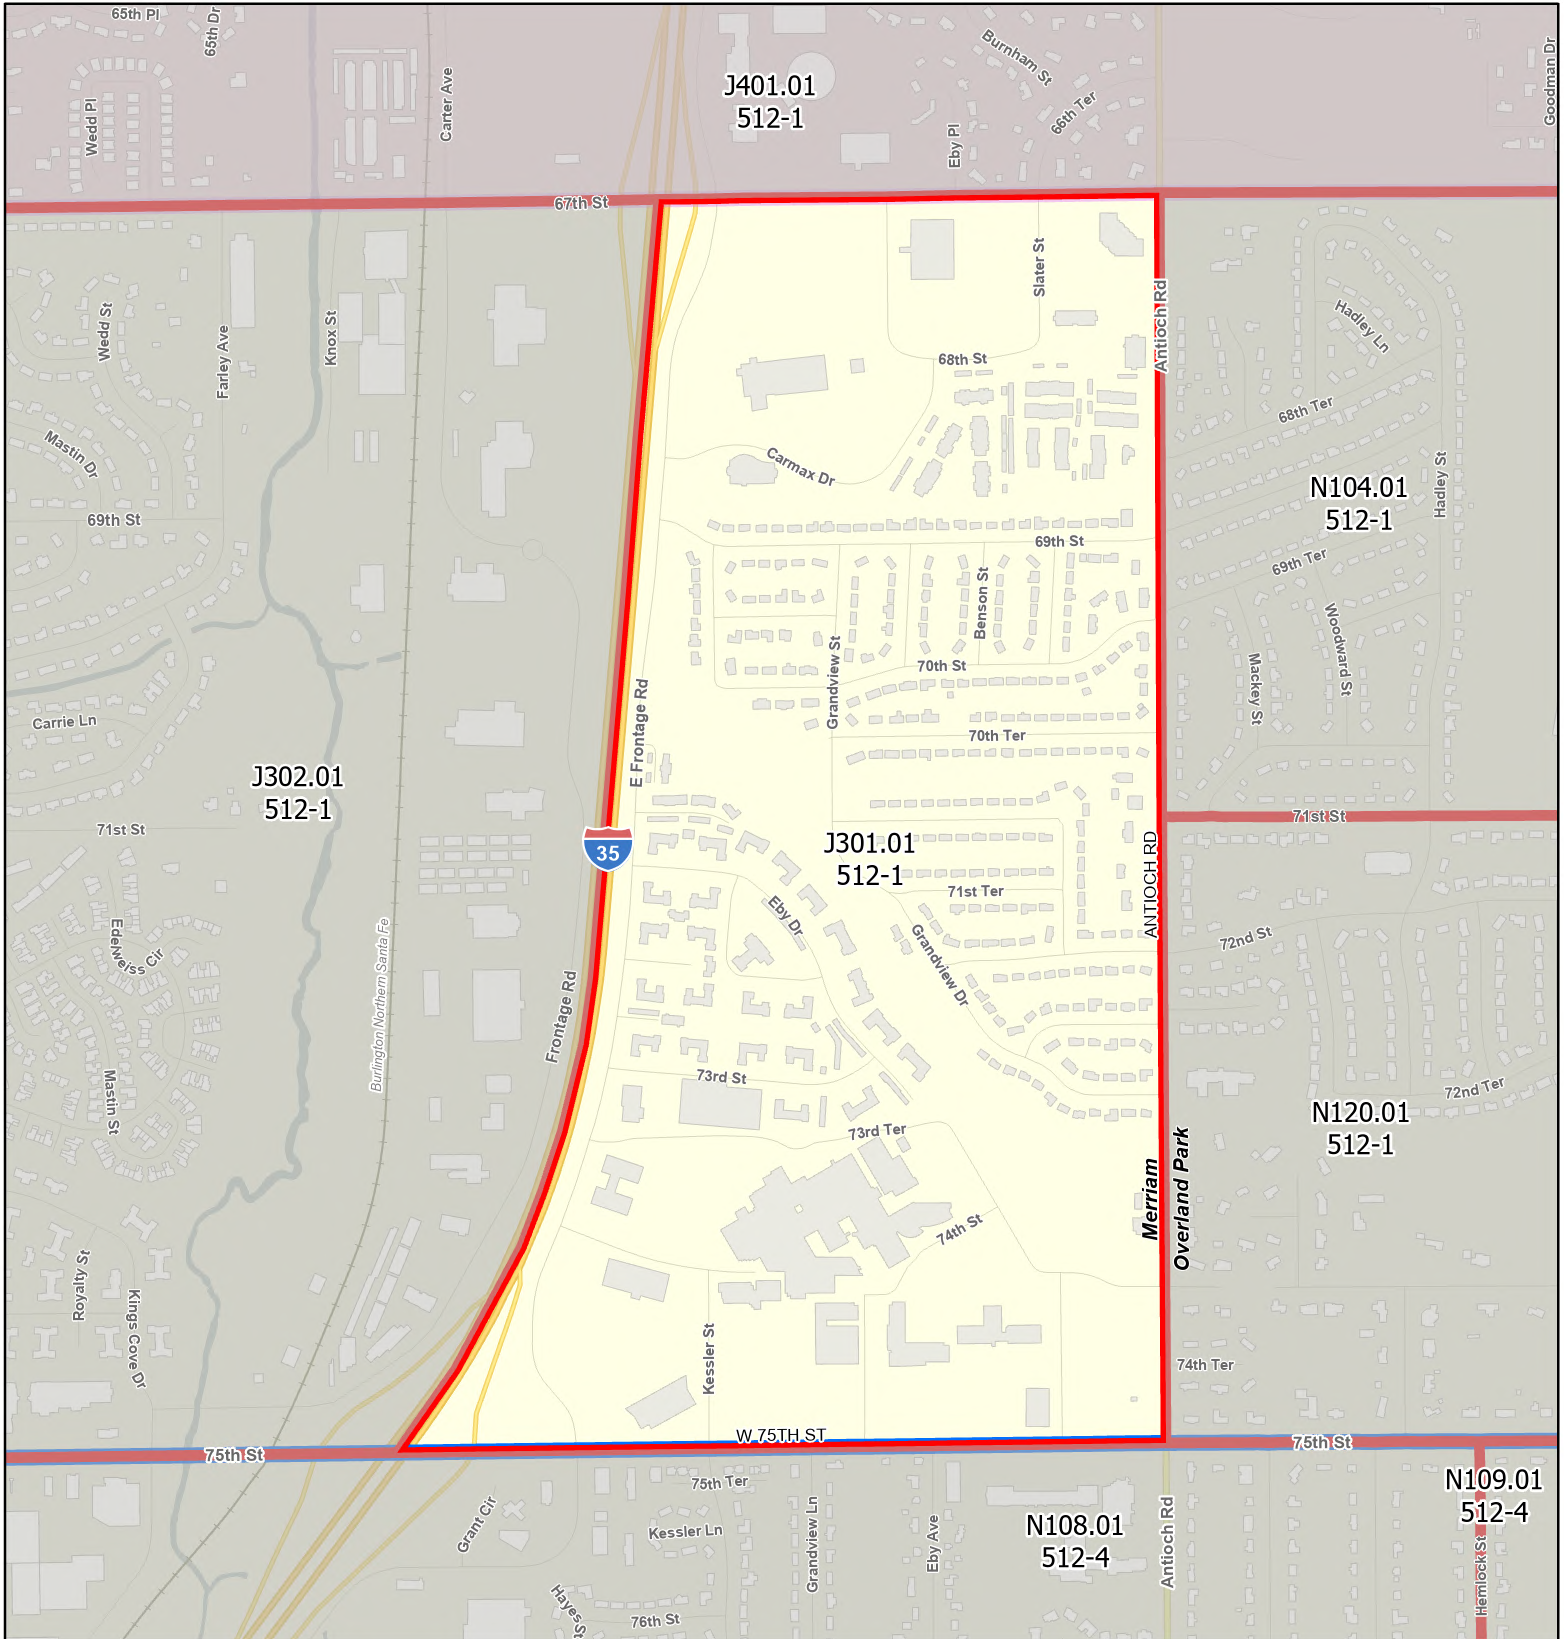 65th Pl
65th Dr
Burnham St
Goodman Dr
Carter Ave
J401.01
512-1
Wedd Pl
66th Ter
Eby Pl
67th St
Slater St
Antioch Rd
Wedd St
Farley Ave
Knox St
Hadley Ln
68th St
68th Ter
Mastin Dr
Carmax Dr
Hadley St
N104.01
512-1
69th St
69th St
69th Ter
Benson St
Woodward St
Mackey St
70th St
Grandview St
E Frontage Rd
Carrie Ln
70th Ter
J302.01
512-1
71st St
71st St
35
J301.01
512-1
ANTIOCH RD
71st Ter
Eby Dr
Grandview Dr
72nd St
Edelweiss Cir
Burlington Northern Santa Fe
Frontage Rd
73rd St
72nd Ter
Mastin St
N120.01
512-1
73rd Ter
Merriam
Overland Park
74th St
Royalty St
Kings Cove Dr
Kessler St
74th Ter
W 75TH ST
75th St
75th St
75th Ter
N109.01
512-4
Grant Cir
Kessler Ln
Grandview Ln
Eby Ave
N108.01
512-4
Antioch Rd
Hemlock St
Hayes St
76th St